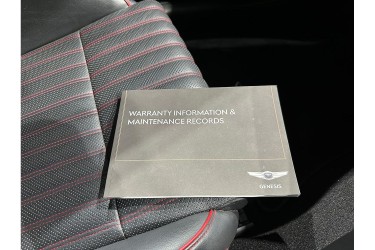 WARRANTY INFORMATION &
MAINTENANCE RECORDS
GENESIS